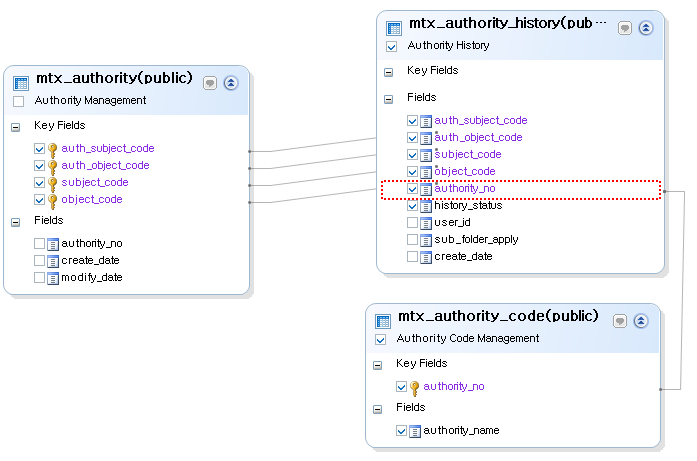 mtx_authority(public)
Authority Management
Key Fields
auth_subject_code
auth_object_code
subject_code
object_code
Fields
authority_no
create_date
modify_date
mtx_authority_history(pub···
Authority History
Key Fields
Fields
auth_subject_code
auth_object_code
subject_code
object_code
authority_no
history_status
user_id
sub_folder_apply
create_date
mtx_authority_code(public)
Authority Code Management
Key Fields
authority_no
Fields
authority_name